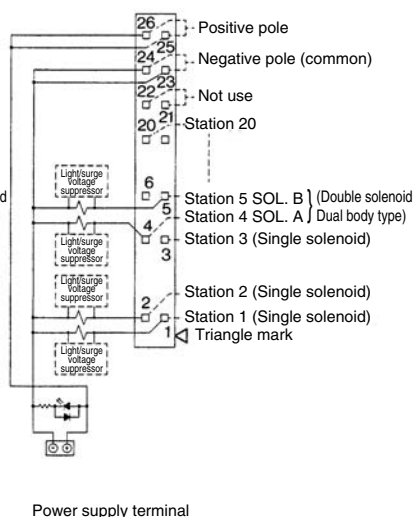 26
Positive pole
25
24
Negative pole (common)
23
22
Not use
21
20
Station 20
Light/surge
voltage
suppressor
6
d
Station 5 SOL. B
(Double solenoid
5
Station 4 SOL. A
Dual body type)
4
Station 3 (Single solenoid)
Light/surge
voltage
suppressor
3
Light/surge
voltage
suppressor
Station 2 (Single solenoid)
2
Station 1 (Single solenoid)
1
Triangle mark
Light/surge
voltage
suppressor
Power supply terminal